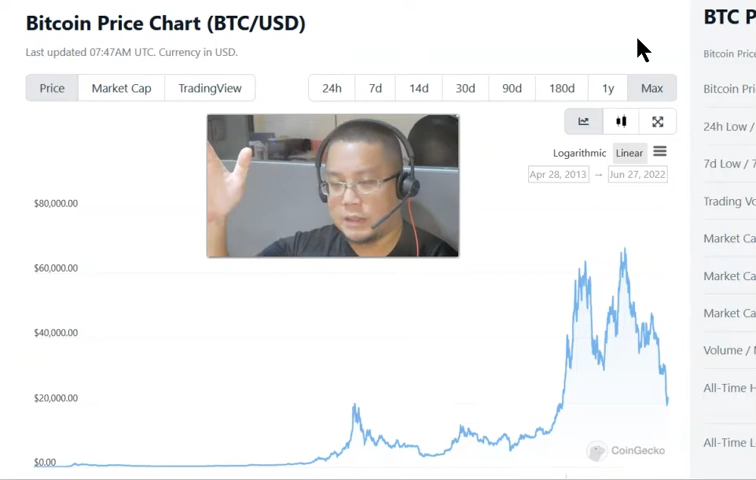 Bitcoin Price Chart (BTC/USD)
Last updated 07:47AM UTC. Currency in USD.
Price
Market Cap
TradingView
24h
7d
14d
30d
90d
180d
1y
Max
Logarithmic
Linear
Apr 28, 2013 → Jun 27, 2022
$80,000.00
$60,000.00
$40,000.00
$20,000.00
$0.00
CoinGecko
BTC P
Bitcoin Price
Bitcoin Pri
24h Low /
7d Low / 7
Trading Vo
Market Ca
Market Ca
Market Ca
Volume / M
All-Time H
All-Time L